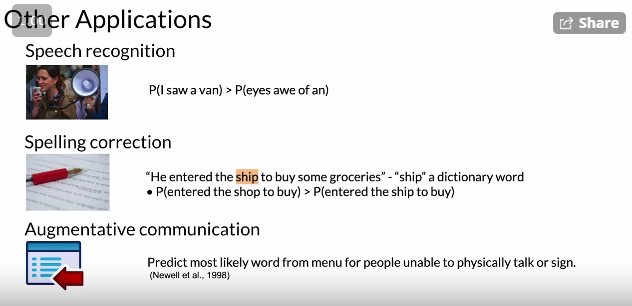 Other Applications
Share
Speech recognition
P(I saw a van) > P(eyes awe of an)
Spelling correction
“He entered the ship to buy some groceries” - “ship” a dictionary word
• P(entered the shop to buy) > P(entered the ship to buy)
Augmentative communication
Predict most likely word from menu for people unable to physically talk or sign.
(Newell et al., 1998)